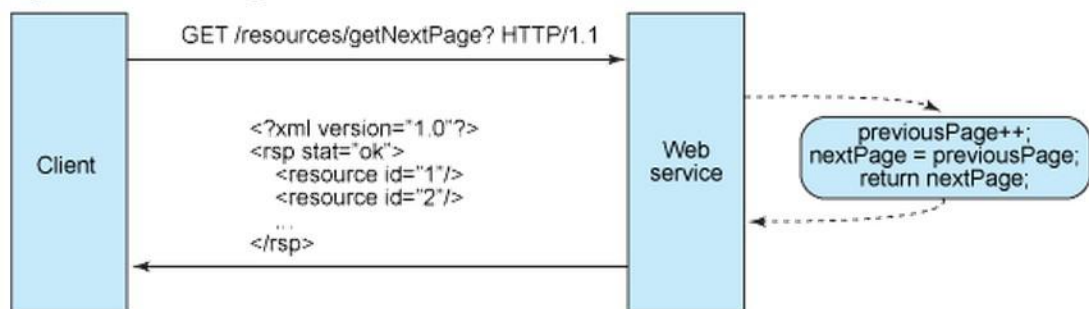 GET /resources/getNextPage? HTTP/1.1
<?xml version="1.0"?>
<rsp stat="ok">
<resource id="1"/>
<resource id="2"/>
...
</rsp>
Client
Web
service
previousPage++;
nextPage = previousPage;
return nextPage;